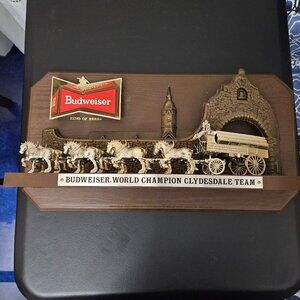 Budweiser
KING OF BEERS
BUDWEISER WORLD CHAMPION CLYDESDALE TEAM